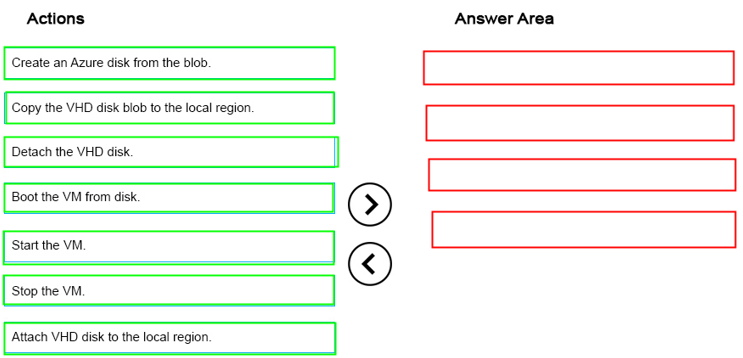 Actions
Answer Area
Create an Azure disk from the blob.
Copy the VHD disk blob to the local region.
Detach the VHD disk.
Boot the VM from disk.
Start the VM.
Stop the VM.
Attach VHD disk to the local region.